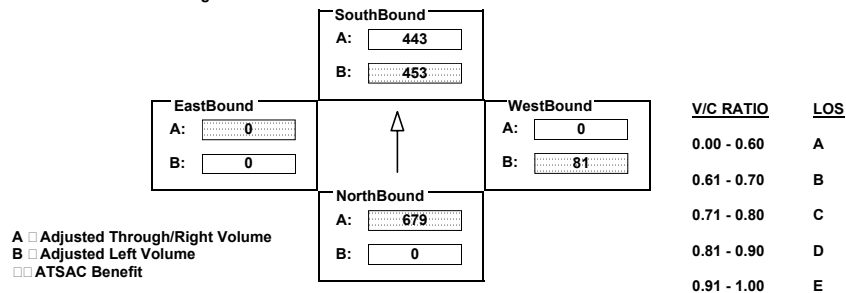 SouthBound
A: 443
B: 453
EastBound
A: 0
B: 0
WestBound
A: 0
B: 81
NorthBound
A: 679
B: 0
A □ Adjusted Through/Right Volume
B □ Adjusted Left Volume
□□ ATSAC Benefit
V/C RATIO LOS
0.00 - 0.60 A
0.61 - 0.70 B
0.71 - 0.80 C
0.81 - 0.90 D
0.91 - 1.00 E